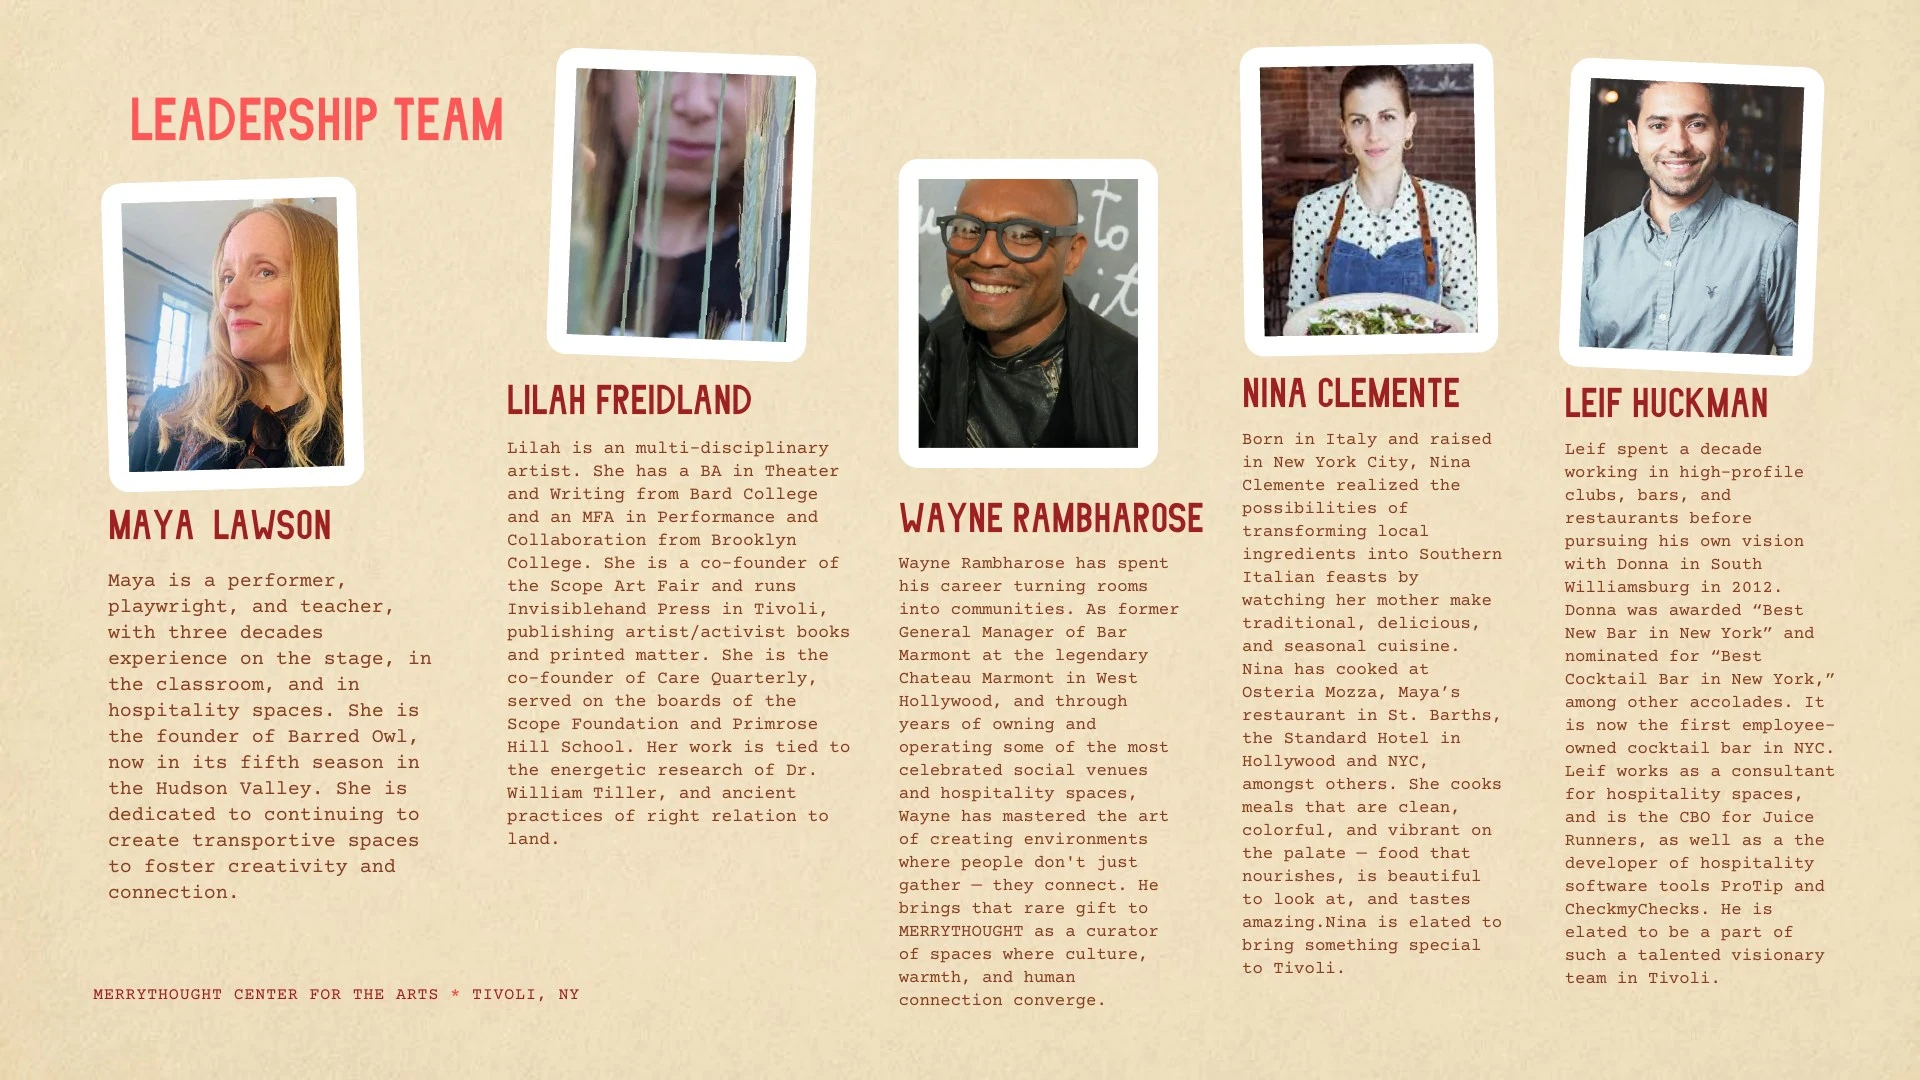 LEADERSHIP TEAM
MAYA LAWSON
Maya is a performer,
playwright, and teacher,
with three decades
experience on the stage, in
the classroom, and in
hospitality spaces. She is
the founder of Barred Owl,
now in its fifth season in
the Hudson Valley. She is
dedicated to continuing to
create transportive spaces
to foster creativity and
connection.
LILAH FREIDLAND
Lilah is an multi-disciplinary
artist. She has a BA in Theater
and Writing from Bard College
and an MFA in Performance and
Collaboration from Brooklyn
College. She is a co-founder of
the Scope Art Fair and runs
Invisiblehand Press in Tivoli,
publishing artist/activist books
and printed matter. She is the
co-founder of Care Quarterly,
served on the boards of the
Scope Foundation and Primrose
Hill School. Her work is tied to
the energetic research of Dr.
William Tiller, and ancient
practices of right relation to
land.
to
it
WAYNE RAMBHAROSE
Wayne Rambharose has spent
his career turning rooms
into communities. As former
General Manager of Bar
Marmont at the legendary
Chateau Marmont in West
Hollywood, and through
years of owning and
operating some of the most
celebrated social venues
and hospitality spaces,
Wayne has mastered the art
of creating environments
where people don't just
gather — they connect. He
brings that rare gift to
MERRYTHOUGHT as a curator
of spaces where culture,
warmth, and human
connection converge.
NINA CLEMENTE
Born in Italy and raised
in New York City, Nina
Clemente realized the
possibilities of
transforming local
ingredients into Southern
Italian feasts by
watching her mother make
traditional, delicious,
and seasonal cuisine.
Nina has cooked at
Osteria Mozza, Maya’s
restaurant in St. Barths,
the Standard Hotel in
Hollywood and NYC,
amongst others. She cooks
meals that are clean,
colorful, and vibrant on
the palate — food that
nourishes, is beautiful
to look at, and tastes
amazing.Nina is elated to
bring something special
to Tivoli.
LEIF HUCKMAN
Leif spent a decade
working in high-profile
clubs, bars, and
restaurants before
pursuing his own vision
with Donna in South
Williamsburg in 2012.
Donna was awarded “Best
New Bar in New York” and
nominated for “Best
Cocktail Bar in New York,”
among other accolades. It
is now the first employee-
owned cocktail bar in NYC.
Leif works as a consultant
for hospitality spaces,
and is the CBO for Juice
Runners, as well as a the
developer of hospitality
software tools ProTip and
CheckmyChecks. He is
elated to be a part of
such a talented visionary
team in Tivoli.
MERRYTHOUGHT CENTER FOR THE ARTS * TIVOLI, NY